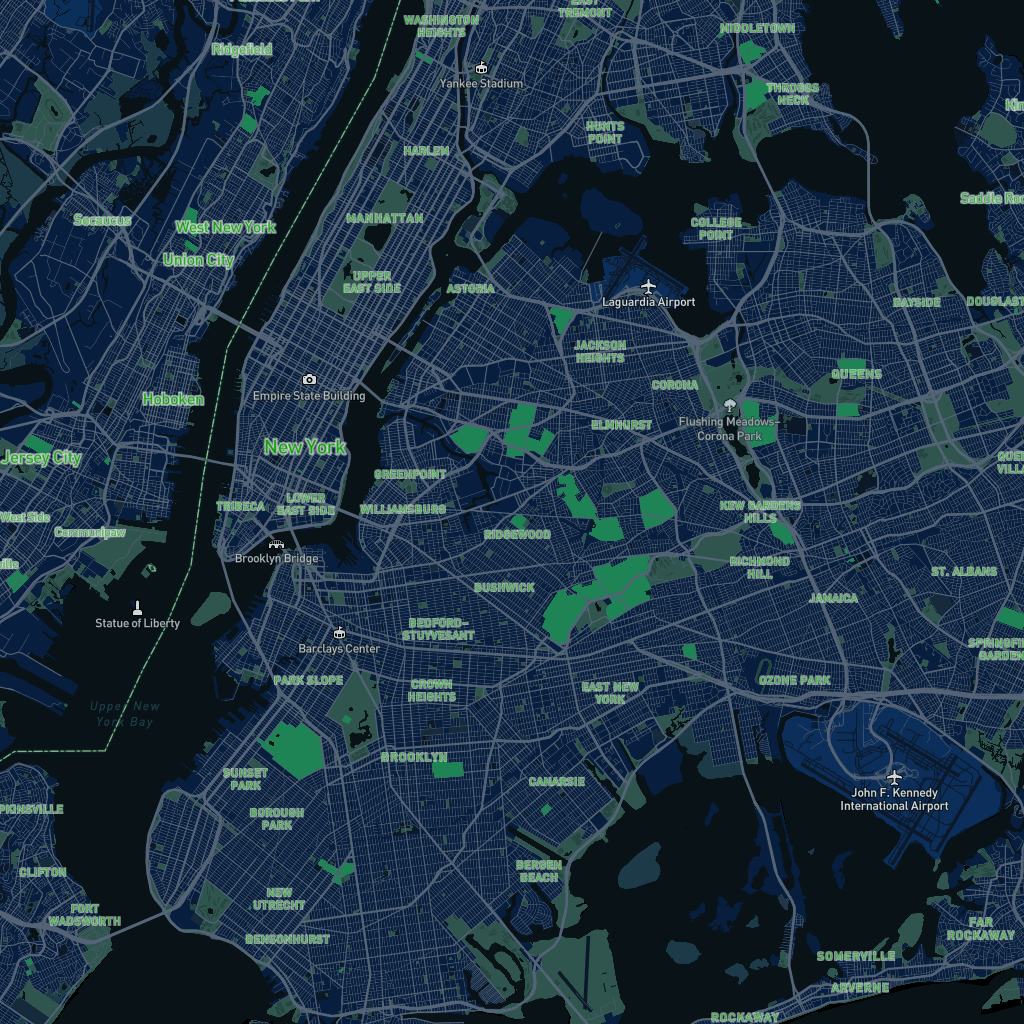 WASHINGTON
HEIGHTS
EAST
TREMONT
MIDDLETOWN
Ridgefield
Yankee Stadium
THROGS
NECK
HUNTS
POINT
HARLEM
Secaucus
West New York
MANHATTAN
COLLEGE
POINT
Union City
UPPER
EAST SIDE
ASTORIA
Laguardia Airport
BAYSIDE
JACKSON
HEIGHTS
QUEENS
CORONA
Empire State Building
Hoboken
Flushing Meadows–
Corona Park
ELMHURST
New York
Jersey City
GREENPOINT
TRIBECA
LOWER
EAST SIDE
WILLIAMSBURG
KEW GARDENS
HILLS
West Side
Communipaw
RIDGEWOOD
Brooklyn Bridge
RICHMOND
HILL
ST. ALBANS
BUSHWICK
JAMAICA
Statue of Liberty
BEDFORD–
STUYVESANT
Barclays Center
PARK SLOPE
CROWN
HEIGHTS
EAST NEW
YORK
OZONE PARK
GARDEN
Upper New
York Bay
BROOKLYN
SUNSET
PARK
CANARSIE
John F. Kennedy
International Airport
BOROUGH
PARK
CLIFTON
BERGEN
BEACH
NEW
UTRECHT
FORT
WADSWORTH
FAR
ROCKAWAY
BENSONHURST
SOMERVILLE
ARVERNE
ROCKAWAY